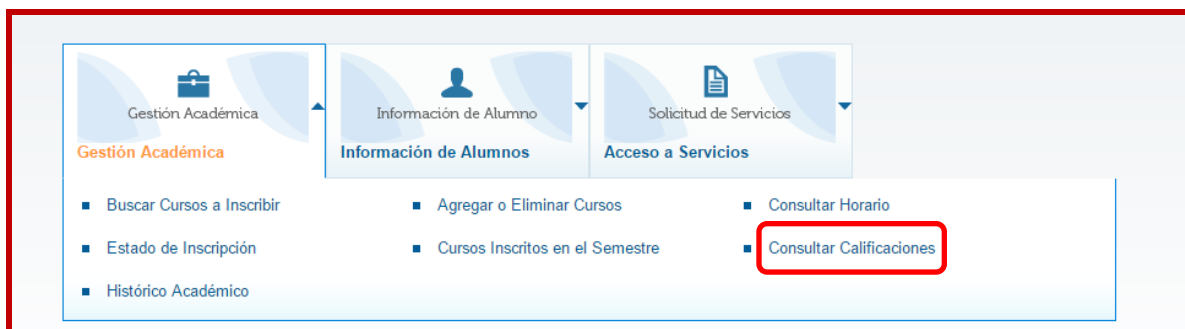 Gestión Académica
Información de Alumno
Solicitud de Servicios
Gestión Académica
Información de Alumnos
Acceso a Servicios
Buscar Cursos a Inscribir
Agregar o Eliminar Cursos
Consultar Horario
Estado de Inscripción
Cursos Inscritos en el Semestre
Consultar Calificaciones
Histórico Académico